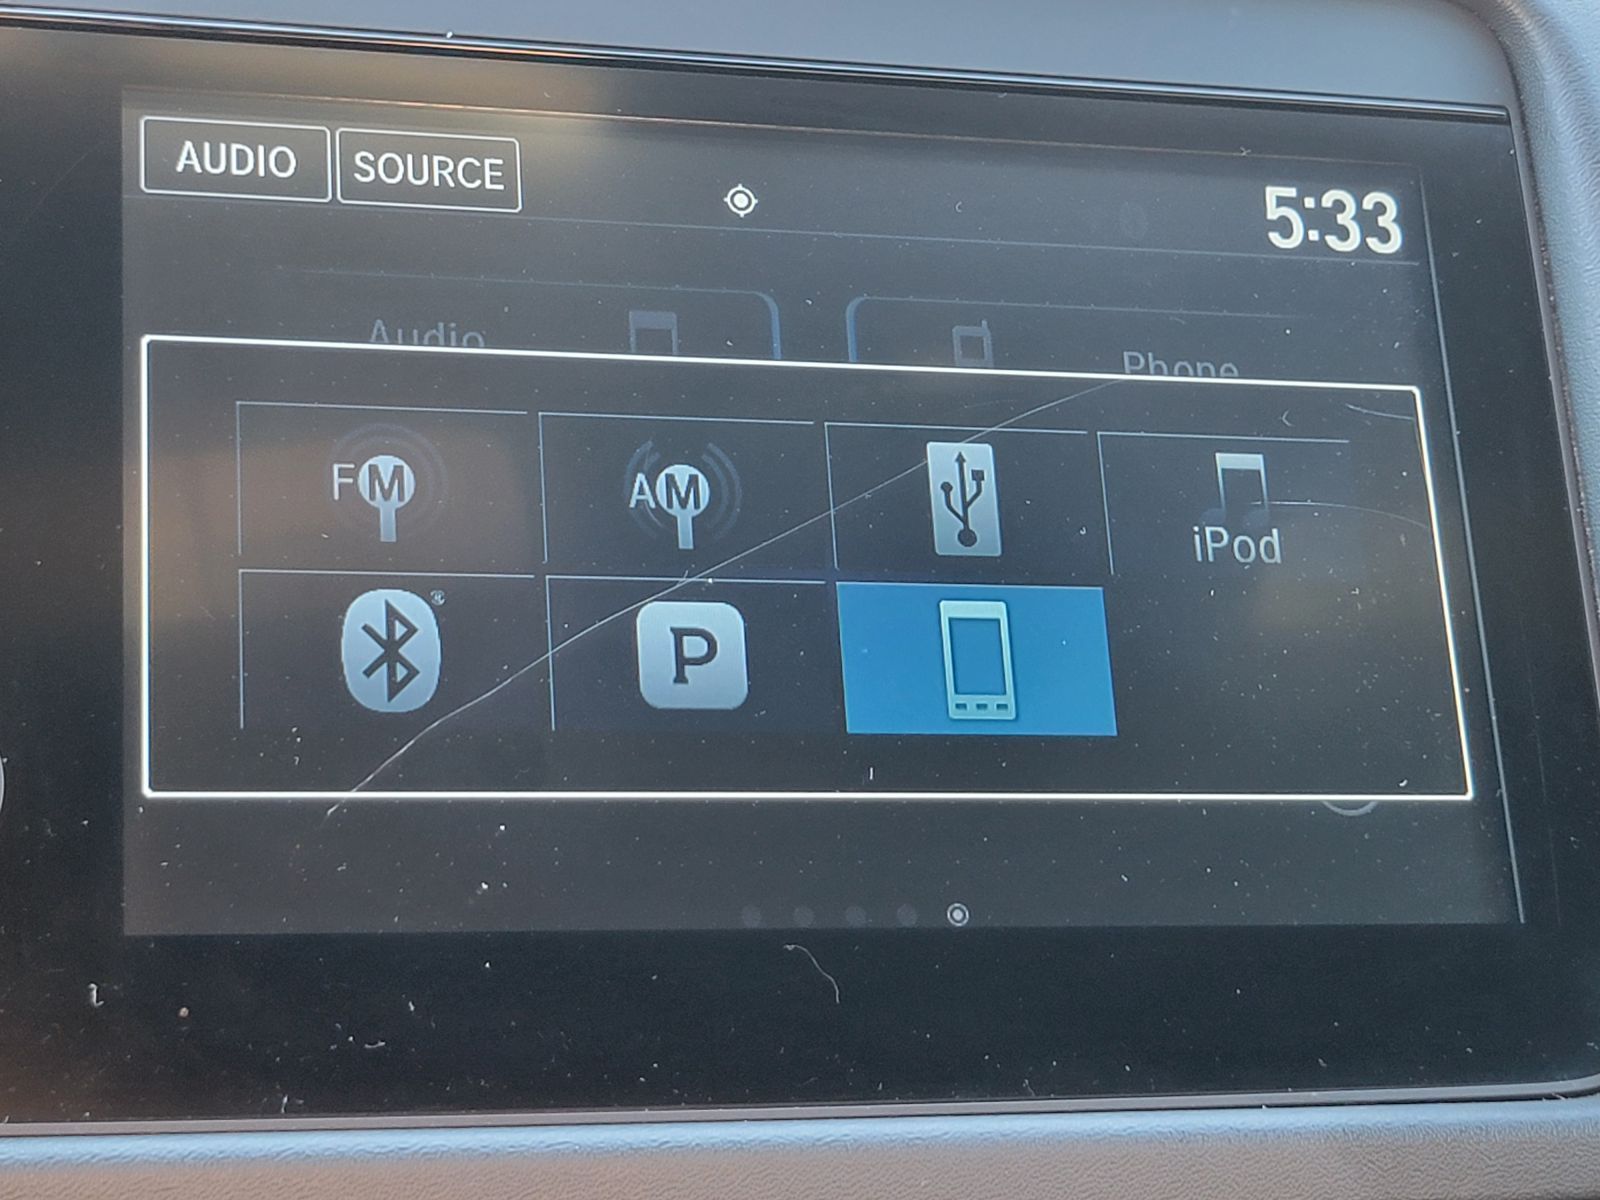 AUDIO SOURCE
5:33
Audio Phone
FM AM iPod
® P